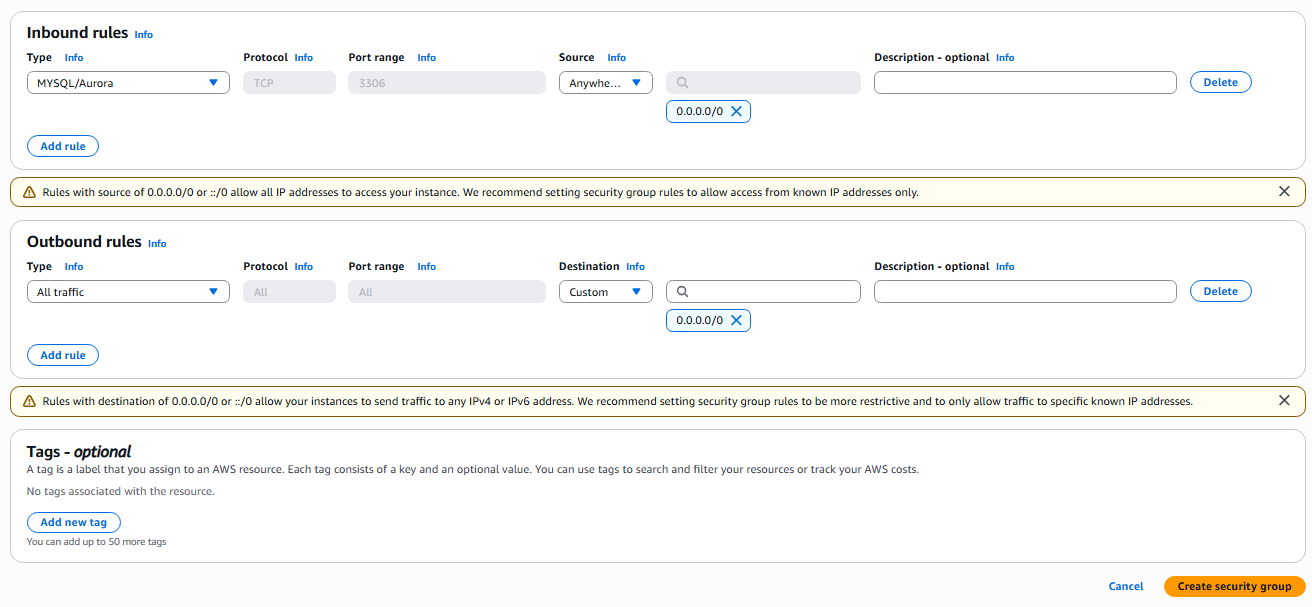 Inbound rules Info
Type Info Protocol Info Port range Info Source Info Description - optional Info
MYSQL/Aurora TCP 3306 Anywhe... Delete
0.0.0.0/0
Add rule
Rules with source of 0.0.0.0/0 or ::/0 allow all IP addresses to access your instance. We recommend setting security group rules to allow access from known IP addresses only.
Outbound rules Info
Type Info Protocol Info Port range Info Destination Info Description - optional Info
All traffic All All Custom Delete
0.0.0.0/0
Add rule
Rules with destination of 0.0.0.0/0 or ::/0 allow your instances to send traffic to any IPv4 or IPv6 address. We recommend setting security group rules to be more restrictive and to only allow traffic to specific known IP addresses.
Tags - optional
A tag is a label that you assign to an AWS resource. Each tag consists of a key and an optional value. You can use tags to search and filter your resources or track your AWS costs.
No tags associated with the resource.
Add new tag
You can add up to 50 more tags
Cancel Create security group